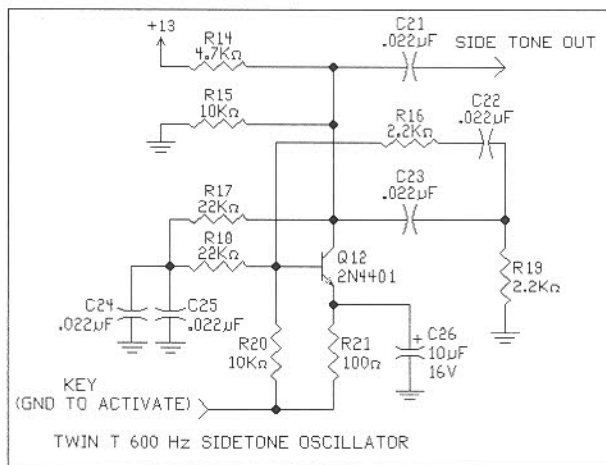 +13
R14
4.7KΩ
C21
.022µF
SIDE TONE OUT
R15
10KΩ
R16
2.2KΩ
C22
.022µF
R17
22KΩ
C23
.022µF
R18
22KΩ
Q12
2N4401
R19
2.2KΩ
C24
.022µF
C25
.022µF
R20
10KΩ
R21
100Ω
+
C26
10µF
16V
KEY
(GND TO ACTIVATE)
TWIN T 600 Hz SIDETONE OSCILLATOR